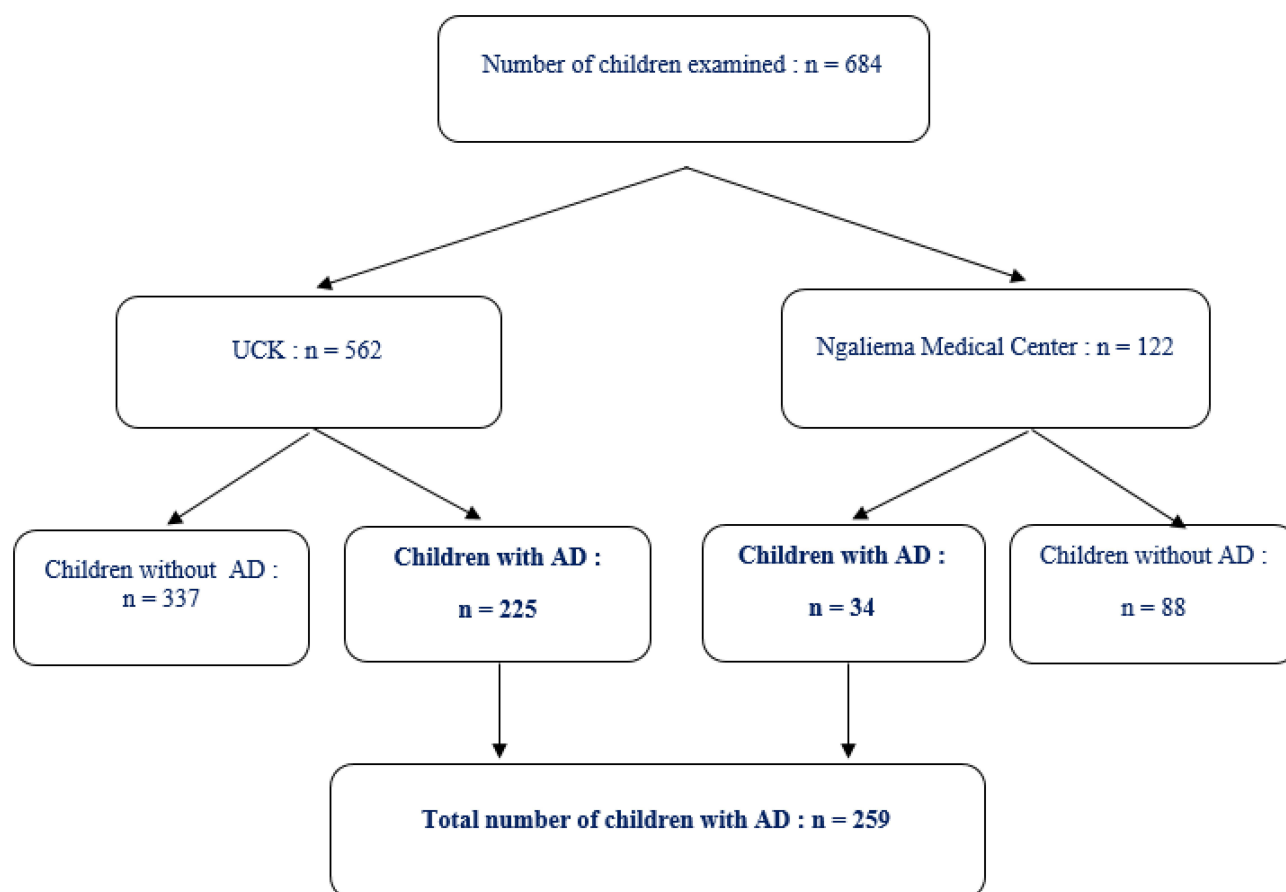 Number of children examined : n = 684
UCK : n = 562
Ngaliema Medical Center : n = 122
Children without  AD :
n = 337
Children with AD :
n = 225
Children with AD :
n = 34
Children without AD :
n = 88
Total number of children with AD : n = 259